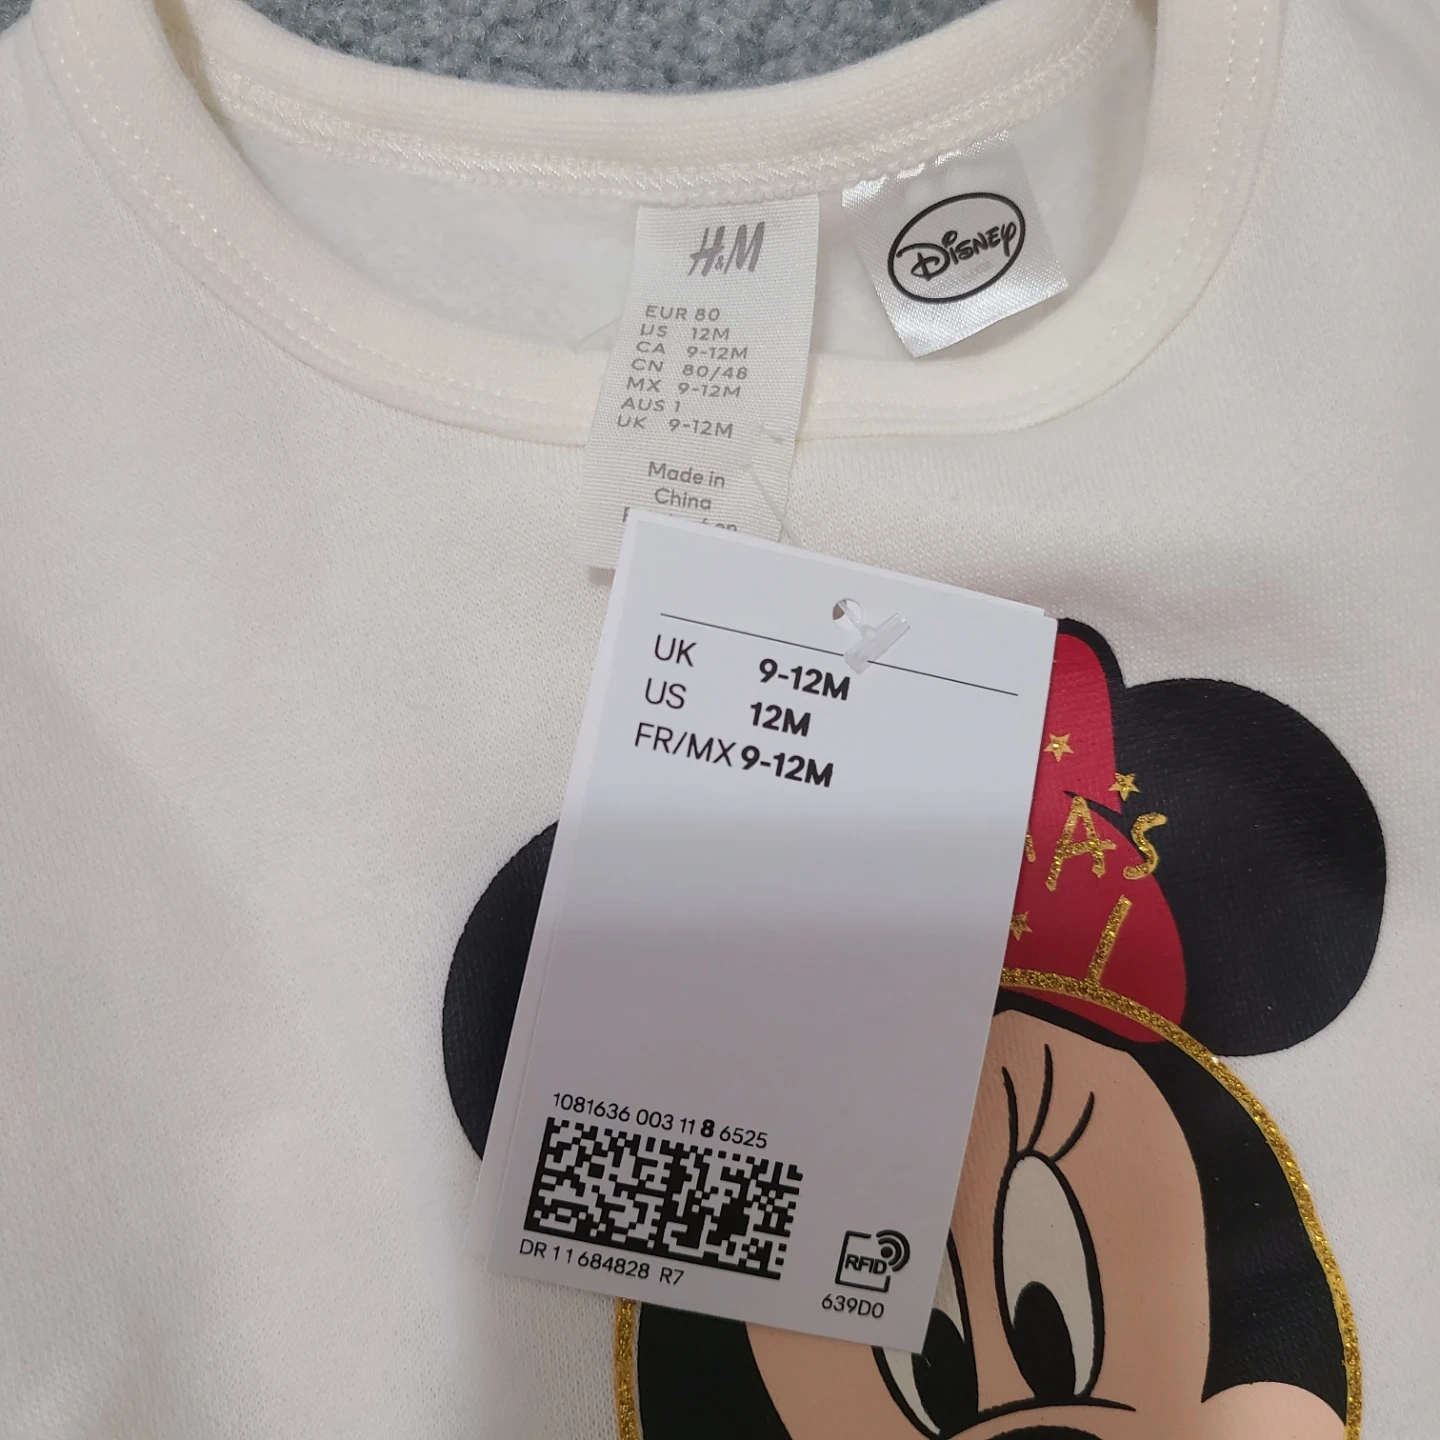 H&M
EUR 80
US 12M
CA 9-12M
CN 80/48
MX 9-12M
AUS 1
UK 9-12M
Made in
China
DISNEY
UK 9-12M
US 12M
FR/MX 9-12M
1081636 003 11 8 6525
DR 11684828 R7
RFID
639D0